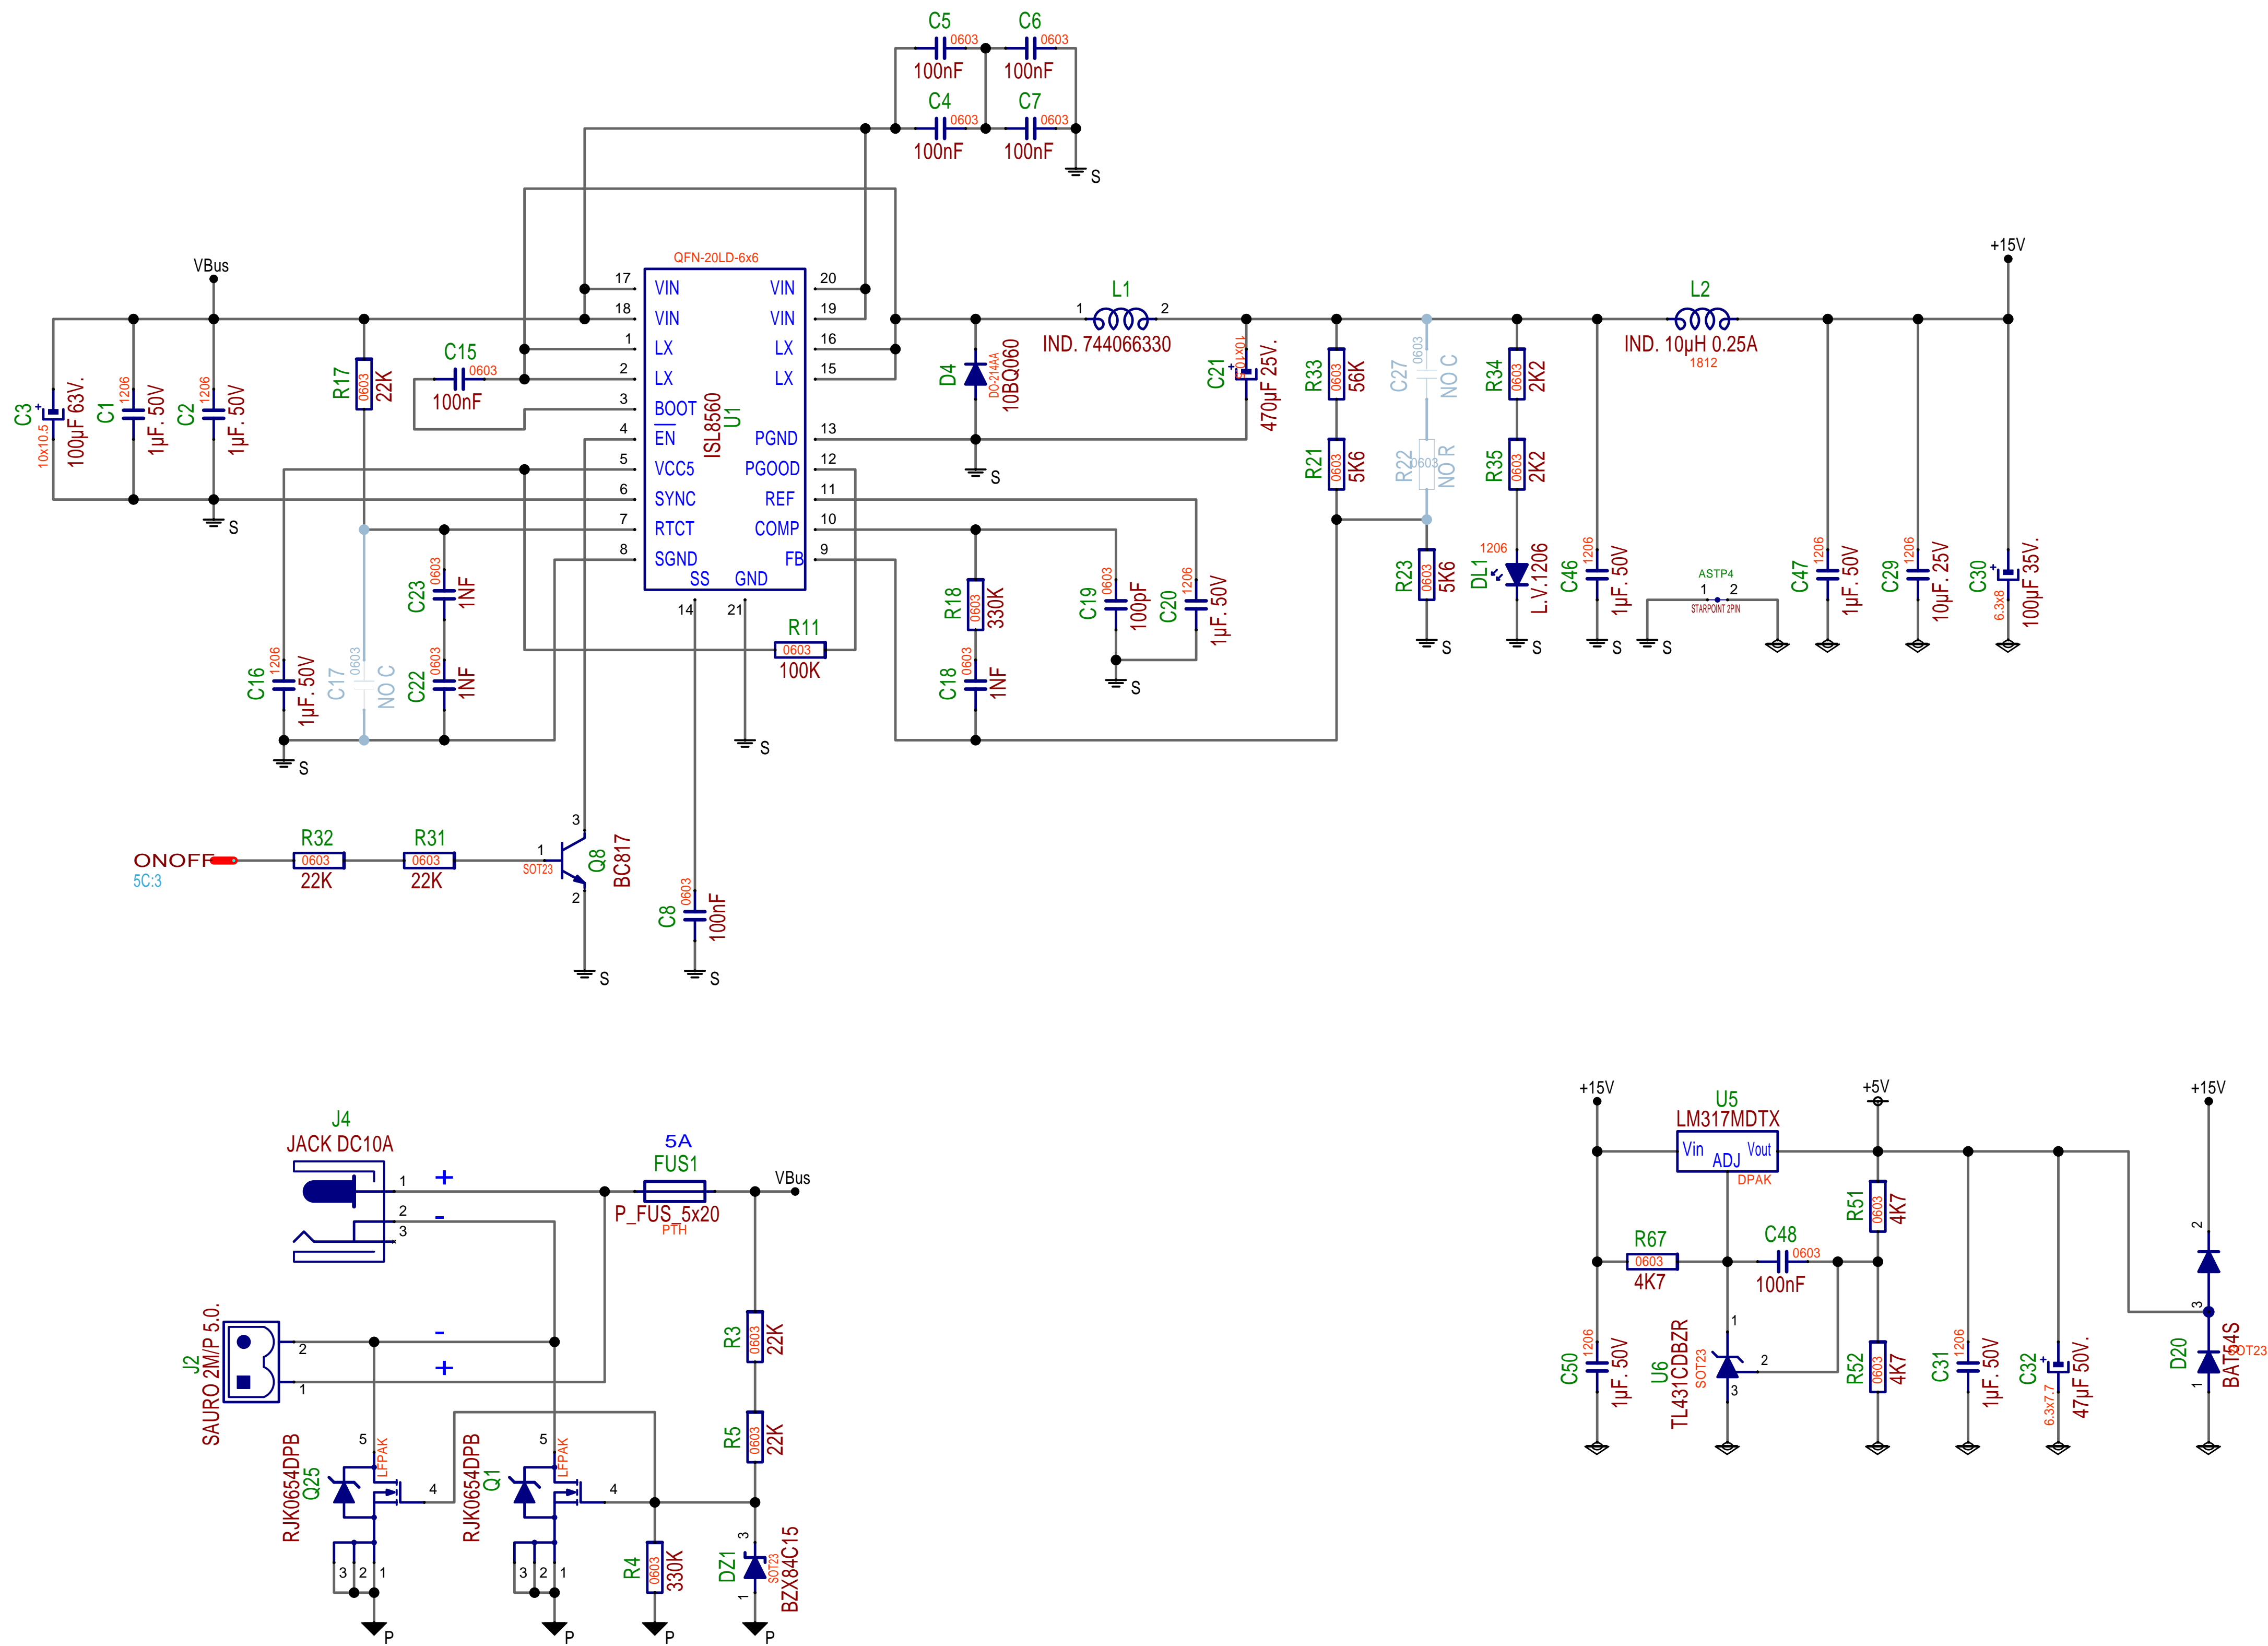 C5
0603
100nF
C6
0603
100nF
C4
0603
100nF
C7
0603
100nF
S
VBus
C3
+
10x10.5
100µF 63V.
C1
1206
1µF. 50V
C2
1206
1µF. 50V
S
R17
0603
22K
C15
0603
100nF
QFN-20LD-6x6
17 VIN
18 VIN
1 LX
2 LX
3 BOOT
4 EN
5 VCC5
6 SYNC
7 RTCT
8 SGND
SS
14
GND
21
VIN 20
VIN 19
LX 16
LX 15
PGND 13
PGOOD 12
REF 11
COMP 10
FB 9
ISL8560
U1
D4
DO-214AA
10BQ060
S
L1
1 2
IND. 744066330
C21
+
10x10.5
470µF 25V.
R33
0603
56K
R21
0603
5K6
C27
0603
NO C
R22
0603
NO R
R23
0603
5K6
S
R34
0603
2K2
R35
0603
2K2
1206
DL1
L.V.1206
S
C46
1206
1µF. 50V
S
L2
IND. 10µH 0.25A
1812
+15V
ASTP4
1 2
STARPOINT 2PIN
S
C47
1206
1µF. 50V
C29
1206
10µF. 25V
C30
+
6.3x8
100µF 35V.
C16
1206
1µF. 50V
S
C17
0603
NO C
C23
0603
1NF
C22
0603
1NF
R11
0603
100K
S
R18
0603
330K
C18
0603
1NF
C19
0603
100pF
C20
1206
1µF. 50V
S
ONOFF
5C:3
R32
0603
22K
R31
0603
22K
1
SOT23
3
2
Q8
BC817
S
C8
0603
100nF
S
J4
JACK DC10A
1
2
3
+
-
5A
FUS1
P_FUS_5x20
PTH
VBus
J2
SAURO 2M/P 5.0.
2
1
-
+
R3
0603
22K
R5
0603
22K
RJK0654DPB
Q25
LFPAK
5
4
3 2 1
P
RJK0654DPB
Q1
LFPAK
5
4
3 2 1
P
R4
0603
330K
P
DZ1
3
1
SOT23
BZX84C15
P
+15V
U5
LM317MDTX
Vin
ADJ
Vout
DPAK
+5V
+15V
R67
0603
4K7
C48
0603
100nF
R51
0603
4K7
R52
0603
4K7
C50
1206
1µF. 50V
U6
TL431CDBZR
SOT23
1
2
3
C31
1206
1µF. 50V
C32
+
6.3x7.7
47µF 50V.
D20
2
3
1
BAT54S
SOT23